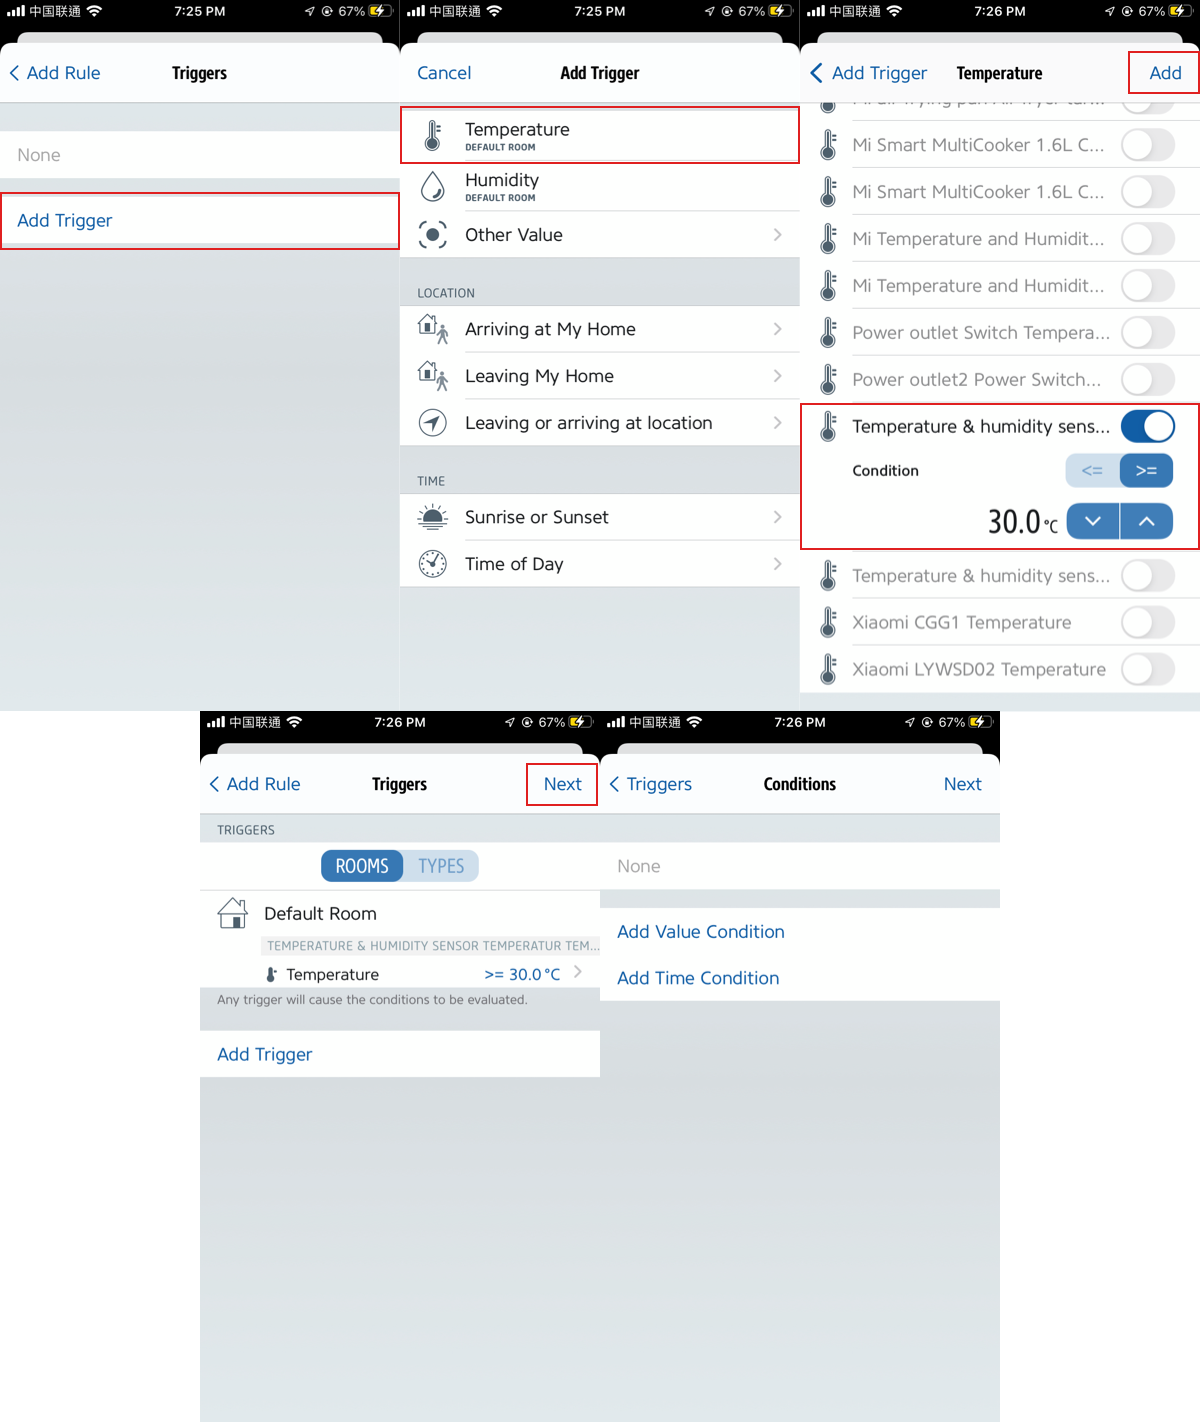 中国联通
7:25 PM
67%
Add Rule
Triggers
None
Add Trigger
中国联通
7:25 PM
67%
Cancel
Add Trigger
Temperature
DEFAULT ROOM
Humidity
DEFAULT ROOM
Other Value
LOCATION
Arriving at My Home
Leaving My Home
Leaving or arriving at location
TIME
Sunrise or Sunset
Time of Day
中国联通
7:26 PM
67%
Add Trigger
Temperature
Add
Mi Smart MultiCooker 1.6L C...
Mi Smart MultiCooker 1.6L C...
Mi Temperature and Humidit...
Mi Temperature and Humidit...
Power outlet Switch Tempera...
Power outlet2 Power Switch...
Temperature & humidity sens...
Condition
<=
>=
30.0 °C
Temperature & humidity sens...
Xiaomi CGG1 Temperature
Xiaomi LYWSD02 Temperature
中国联通
7:26 PM
67%
Add Rule
Triggers
Next
TRIGGERS
ROOMS
TYPES
Default Room
TEMPERATURE & HUMIDITY SENSOR TEMPERATUR TEM...
Temperature
>= 30.0 °C
Any trigger will cause the conditions to be evaluated.
Add Trigger
中国联通
7:26 PM
67%
Triggers
Conditions
Next
None
Add Value Condition
Add Time Condition